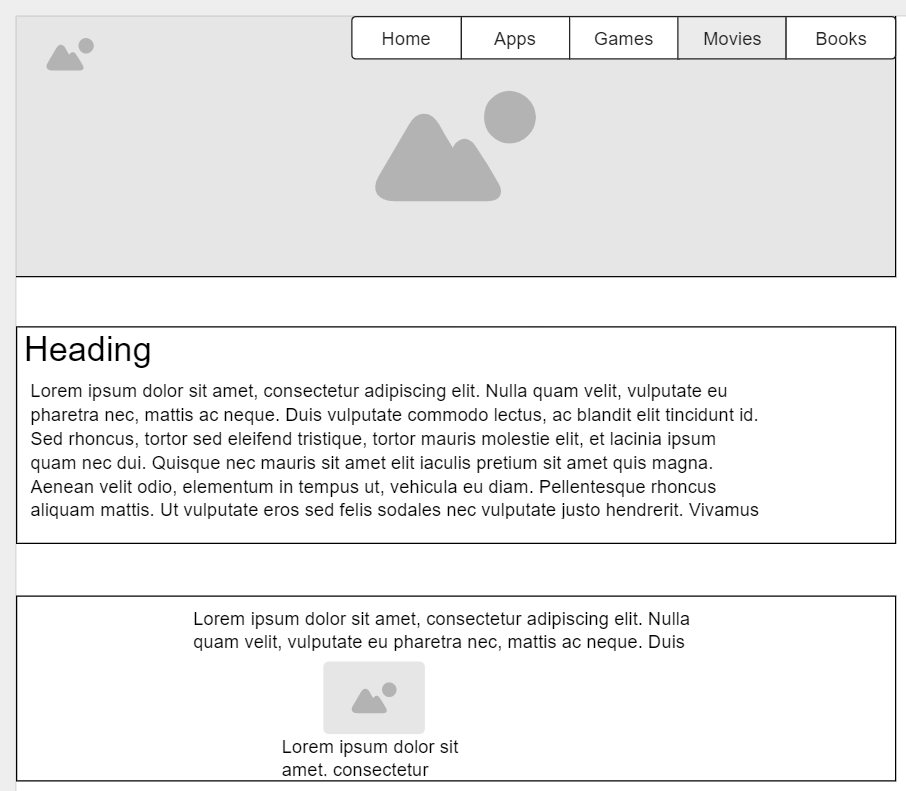 Home Apps Games Movies Books
Heading
Lorem ipsum dolor sit amet, consectetur adipiscing elit. Nulla quam velit, vulputate eu
pharetra nec, mattis ac neque. Duis vulputate commodo lectus, ac blandit elit tincidunt id.
Sed rhoncus, tortor sed eleifend tristique, tortor mauris molestie elit, et lacinia ipsum
quam nec dui. Quisque nec mauris sit amet elit iaculis pretium sit amet quis magna.
Aenean velit odio, elementum in tempus ut, vehicula eu diam. Pellentesque rhoncus
aliquam mattis. Ut vulputate eros sed felis sodales nec vulputate justo hendrerit. Vivamus
Lorem ipsum dolor sit amet, consectetur adipiscing elit. Nulla
quam velit, vulputate eu pharetra nec, mattis ac neque. Duis
Lorem ipsum dolor sit
amet, consectetur